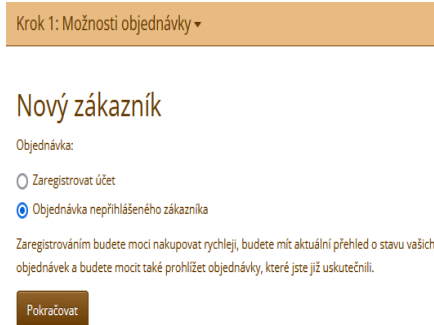 Krok 1: Možnosti objednávky
Nový zákazník
Objednávka:
Zaregistrovat účet
Objednávka nepřihlášeného zákazníka
Zaregistrováním budete moci nakupovat rychleji, budete mít aktuální přehled o stavu vašich
objednávek a budete mocit také prohlížet objednávky, které jste již uskutečnili.
Pokračovat